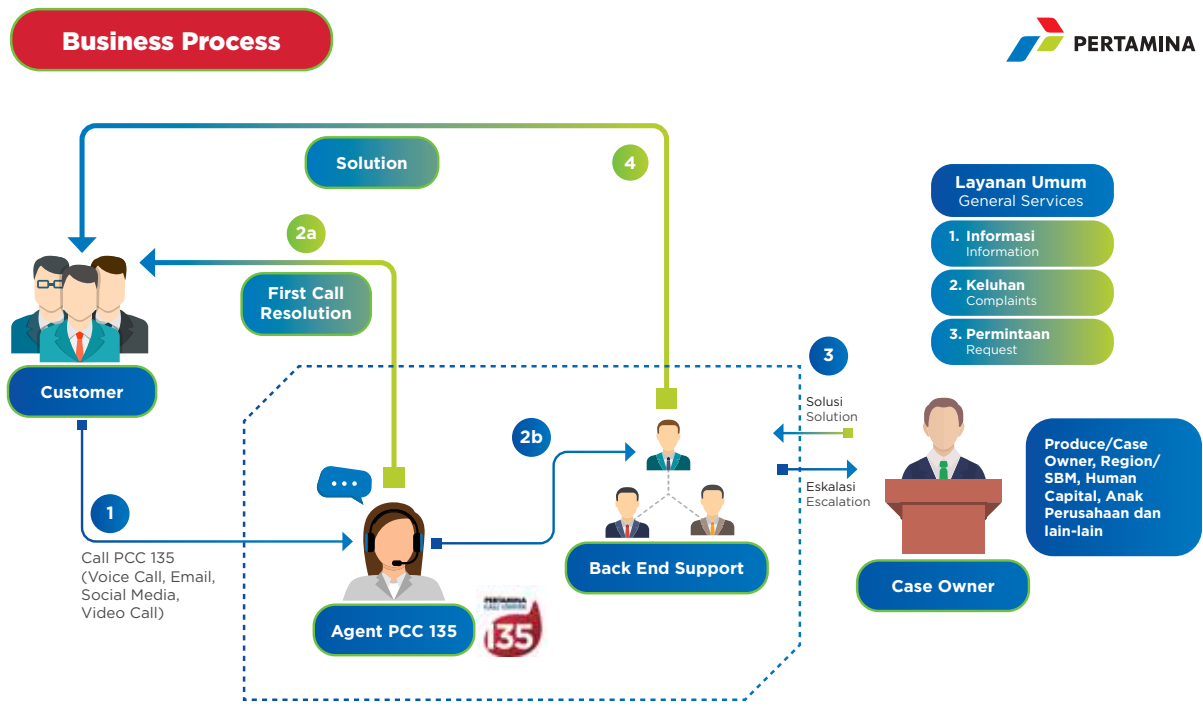 Business Process
PERTAMINA
Solution
4
2a
First Call
Resolution
Customer
1
Call PCC 135
(Voice Call, Email,
Social Media,
Video Call)
Agent PCC 135
PERTAMINA
CALL CENTER
135
2b
Back End Support
3
Solusi
Solution
Eskalasi
Escalation
Layanan Umum
General Services
1. Informasi
Information
2. Keluhan
Complaints
3. Permintaan
Request
Case Owner
Produce/Case
Owner, Region/
SBM, Human
Capital, Anak
Perusahaan dan
lain-lain